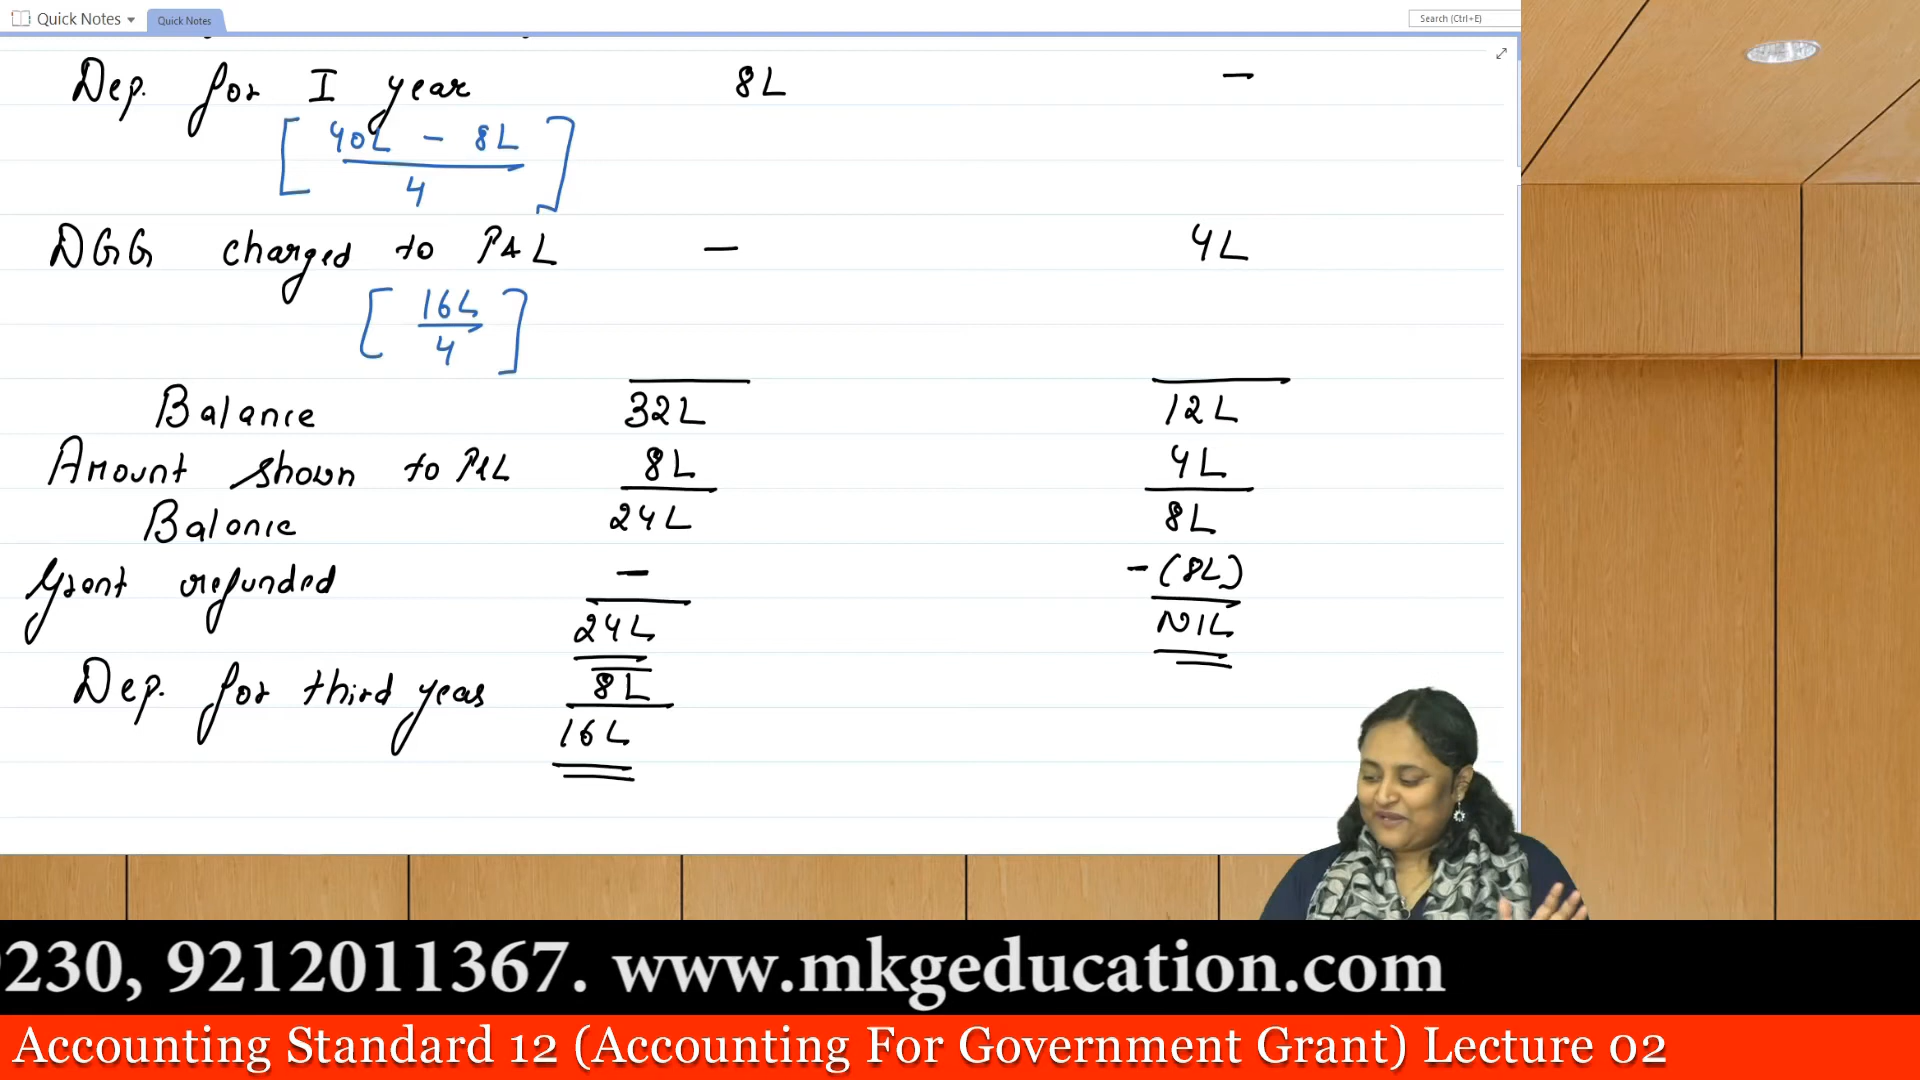 Quick Notes
Quick Notes
Search (Ctrl+E)
Dep. for I year 8L –
[ 40L – 8L / 4 ]
DGG charged to P&L – 4L
[ 16L / 4 ]
Balance 32L 12L
Amount shown to P&L 8L 4L
Balance 24L 8L
Grant refunded – –(8L)
24L NIL
Dep. for third year 8L
16L
230, 9212011367. www.mkgeducation.com
Accounting Standard 12 (Accounting For Government Grant) Lecture 02